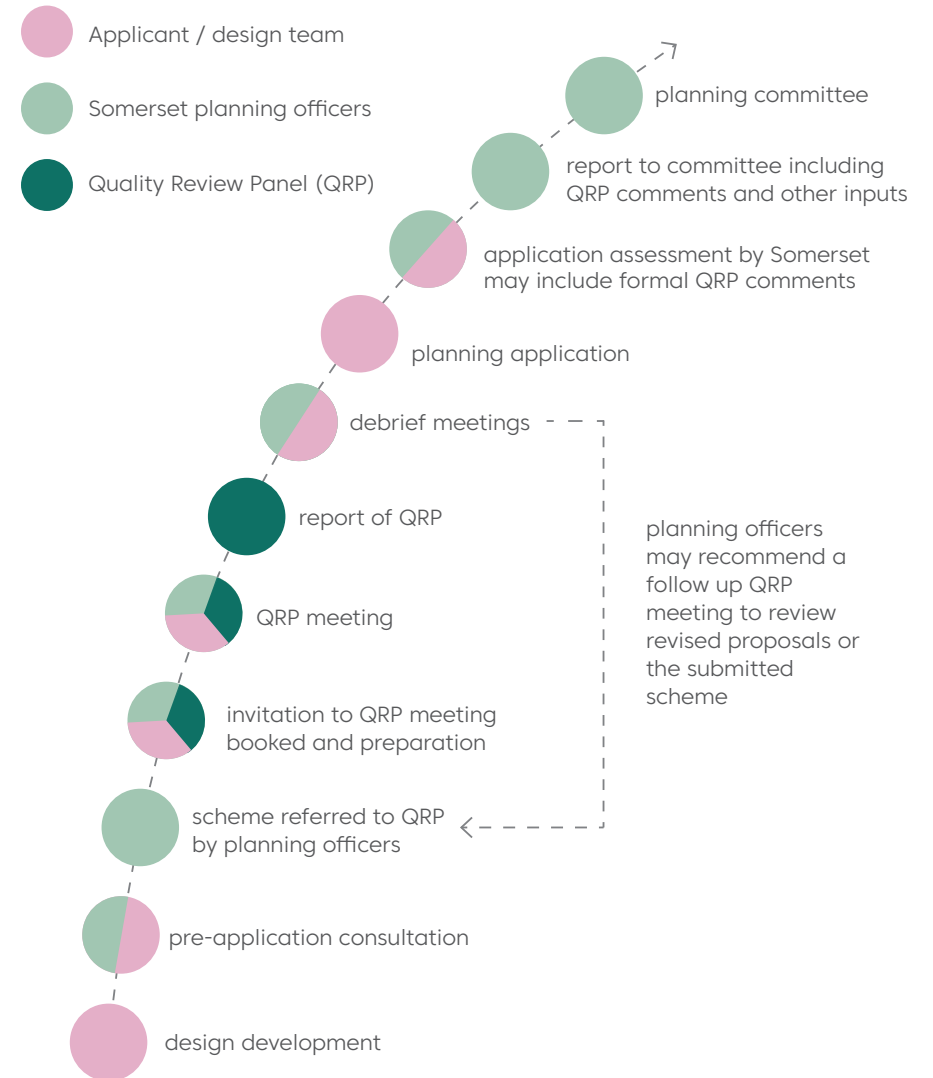 Applicant / design team
Somerset planning officers
Quality Review Panel (QRP)
planning committee
report to committee including
QRP comments and other inputs
application assessment by Somerset
may include formal QRP comments
planning application
debrief meetings
report of QRP
planning officers
may recommend a
follow up QRP
meeting to review
revised proposals or
the submitted
scheme
QRP meeting
invitation to QRP meeting
booked and preparation
scheme referred to QRP
by planning officers
pre-application consultation
design development